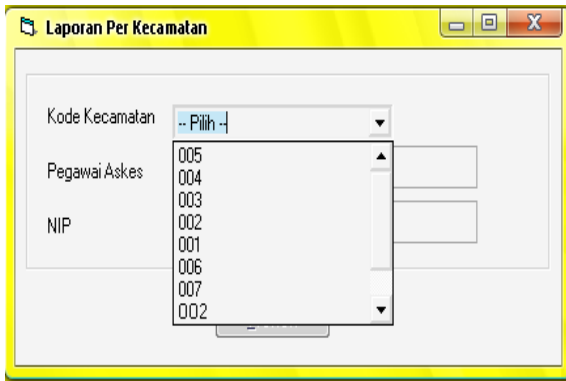 Laporan Per Kecamatan
Kode Kecamatan
-- Pilih --
005
004
003
002
001
006
007
002
Pegawai Askes
NIP